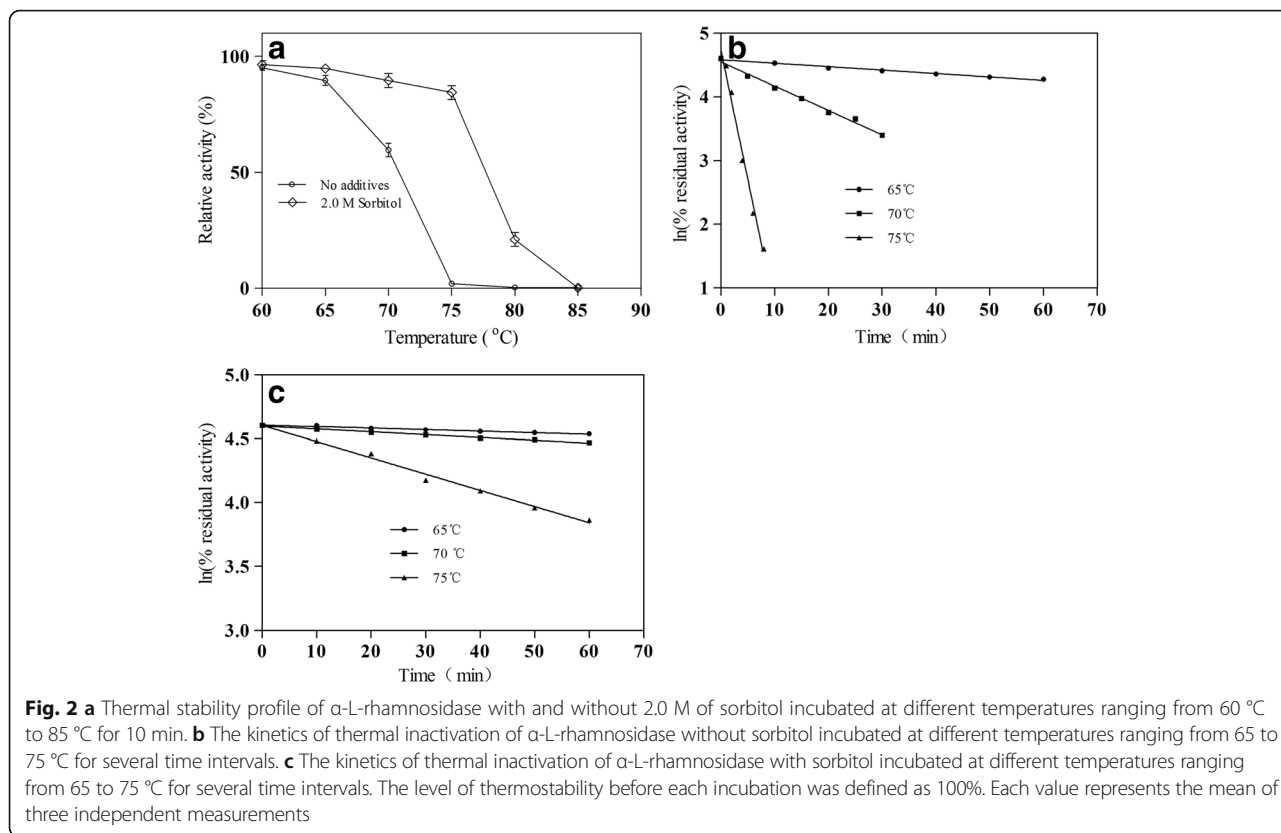 a
100
50
0
Relative activity (%)
No additives
2.0 M Sorbitol
60 65 70 75 80 85 90
Temperature ( °C)
b
5
4
3
2
1
ln(% residual activity)
65℃
70℃
75℃
0 10 20 30 40 50 60 70
Time （ min）
c
5.0
4.5
4.0
3.5
3.0
ln(% residual activity)
65℃
70 ℃
75℃
0 10 20 30 40 50 60 70
Time （ min）
Fig. 2 a Thermal stability profile of α-L-rhamnosidase with and without 2.0 M of sorbitol incubated at different temperatures ranging from 60 °C
to 85 °C for 10 min. b The kinetics of thermal inactivation of α-L-rhamnosidase without sorbitol incubated at different temperatures ranging from 65 to
75 °C for several time intervals. c The kinetics of thermal inactivation of α-L-rhamnosidase with sorbitol incubated at different temperatures ranging
from 65 to 75 °C for several time intervals. The level of thermostability before each incubation was defined as 100%. Each value represents the mean of
three independent measurements